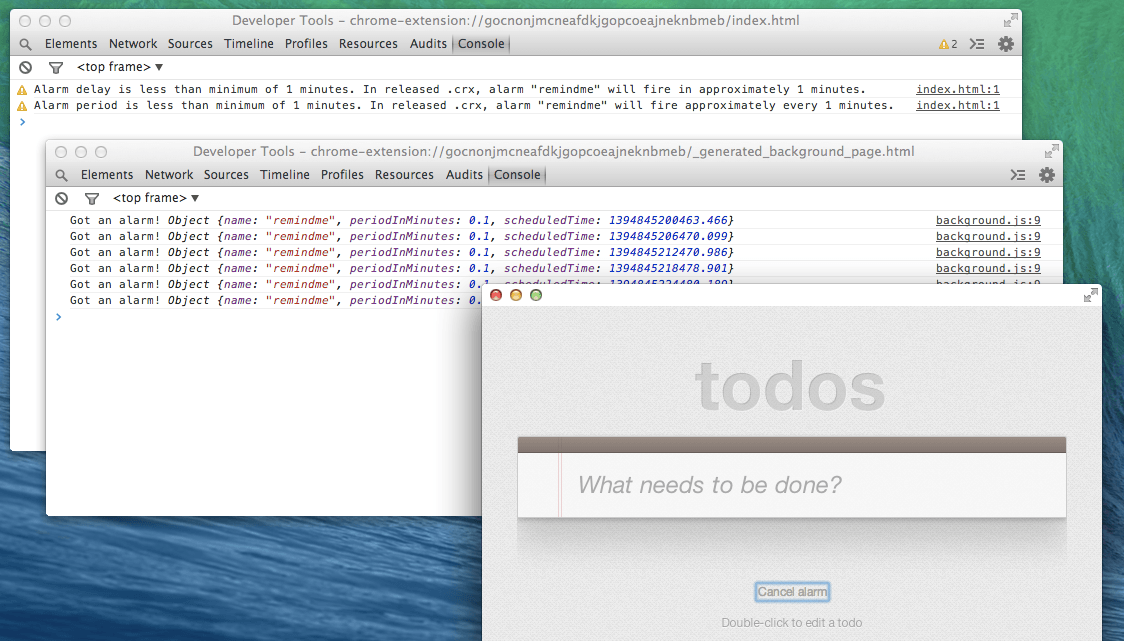 Developer Tools – chrome-extension://gocnonjmcneafdkjgopcoeajneknbmeb/index.html
Elements Network Sources Timeline Profiles Resources Audits Console 2
<top frame> ▼
Alarm delay is less than minimum of 1 minutes. In released .crx, alarm "remindme" will fire in approximately 1 minutes. index.html:1
Alarm period is less than minimum of 1 minutes. In released .crx, alarm "remindme" will fire approximately every 1 minutes. index.html:1
>
Developer Tools – chrome-extension://gocnonjmcneafdkjgopcoeajneknbmeb/_generated_background_page.html
Elements Network Sources Timeline Profiles Resources Audits Console
<top frame> ▼
Got an alarm! Object {name: "remindme", periodInMinutes: 0.1, scheduledTime: 1394845200463.466} background.js:9
Got an alarm! Object {name: "remindme", periodInMinutes: 0.1, scheduledTime: 1394845206470.099} background.js:9
Got an alarm! Object {name: "remindme", periodInMinutes: 0.1, scheduledTime: 1394845212470.986} background.js:9
Got an alarm! Object {name: "remindme", periodInMinutes: 0.1, scheduledTime: 1394845218478.901} background.js:9
Got an alarm! Object {name: "remindme", periodInMinutes: 0.1, scheduledTime: 1394845224480.189} background.js:9
Got an alarm! Object {name: "remindme", periodInMinutes: 0.
>
todos
What needs to be done?
Cancel alarm
Double-click to edit a todo